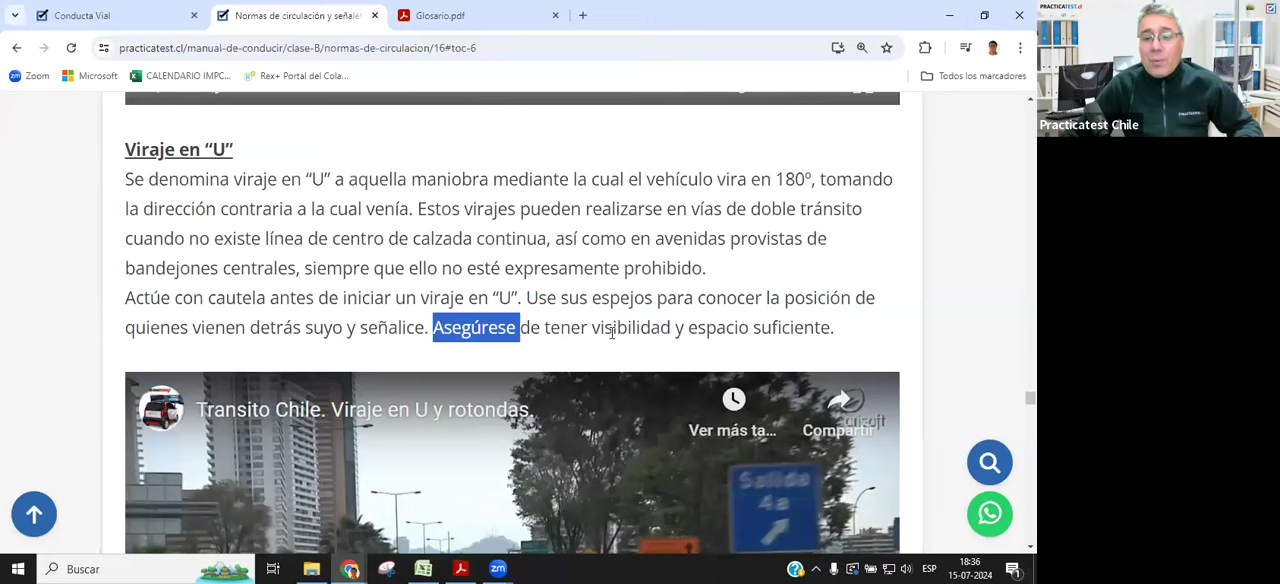 Conducta Vial
Normas de circulación y señale
Glosario.pdf
practicatest.cl/manual-de-conducir/clase-B/normas-de-circulacion/16#toc-6
Zoom
Microsoft
CALENDARIO IMPC...
Rex+ Portal del Cola...
Todos los marcadores
PRACTICATEST.cl
Practicatest Chile
Viraje en “U”
Se denomina viraje en “U” a aquella maniobra mediante la cual el vehículo vira en 180º, tomando
la dirección contraria a la cual venía. Estos virajes pueden realizarse en vías de doble tránsito
cuando no existe línea de centro de calzada continua, así como en avenidas provistas de
bandejones centrales, siempre que ello no esté expresamente prohibido.
Actúe con cautela antes de iniciar un viraje en “U”. Use sus espejos para conocer la posición de
quienes vienen detrás suyo y señalice. Asegúrese de tener visibilidad y espacio suficiente.
Transito Chile. Viraje en U y rotondas.
Ver más ta...
Compartir
Salida
4a
Buscar
ESP
18:36
15-07-2024